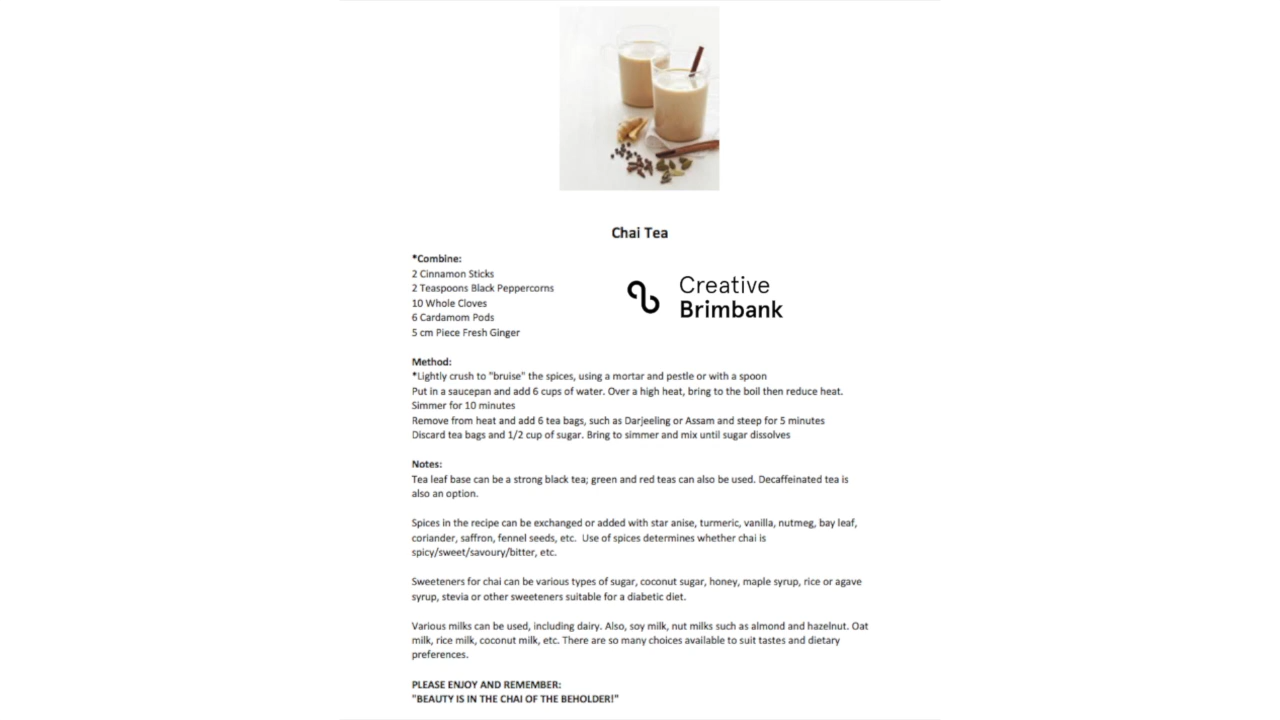 Chai Tea
*Combine:
2 Cinnamon Sticks
2 Teaspoons Black Peppercorns
10 Whole Cloves
6 Cardamom Pods
5 cm Piece Fresh Ginger
Creative
Brimbank
Method:
*Lightly crush to "bruise" the spices, using a mortar and pestle or with a spoon
Put in a saucepan and add 6 cups of water. Over a high heat, bring to the boil then reduce heat.
Simmer for 10 minutes
Remove from heat and add 6 tea bags, such as Darjeeling or Assam and steep for 5 minutes
Discard tea bags and 1/2 cup of sugar. Bring to simmer and mix until sugar dissolves
Notes:
Tea leaf base can be a strong black tea; green and red teas can also be used. Decaffeinated tea is
also an option.
Spices in the recipe can be exchanged or added with star anise, turmeric, vanilla, nutmeg, bay leaf,
coriander, saffron, fennel seeds, etc.  Use of spices determines whether chai is
spicy/sweet/savoury/bitter, etc.
Sweeteners for chai can be various types of sugar, coconut sugar, honey, maple syrup, rice or agave
syrup, stevia or other sweeteners suitable for a diabetic diet.
Various milks can be used, including dairy. Also, soy milk, nut milks such as almond and hazelnut. Oat
milk, rice milk, coconut milk, etc. There are so many choices available to suit tastes and dietary
preferences.
PLEASE ENJOY AND REMEMBER:
"BEAUTY IS IN THE CHAI OF THE BEHOLDER!"